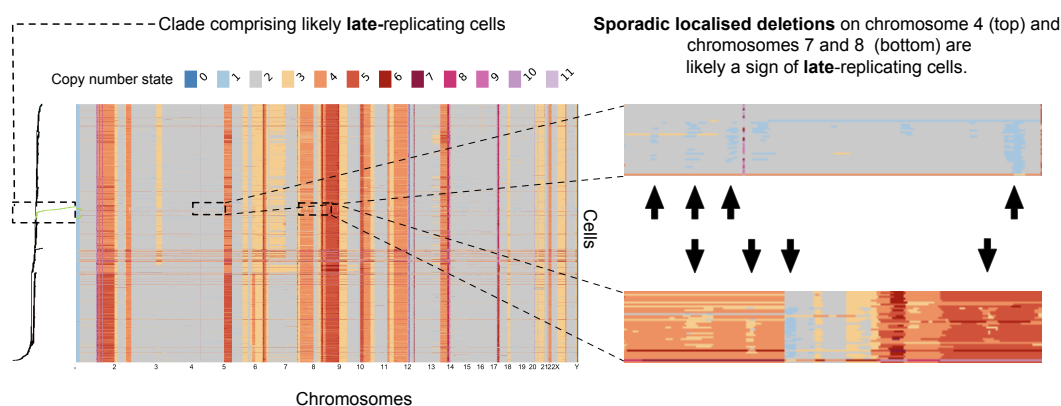 Clade comprising likely late-replicating cells
Sporadic localised deletions on chromosome 4 (top) and
chromosomes 7 and 8 (bottom) are
likely a sign of late-replicating cells.
Copy number state 0 1 2 3 4 5 6 7 8 9 10 11
Cells
2 3 4 5 6 7 8 9 10 11 12 13 14 15 16 17 18 19 20 21 22X Y
Chromosomes